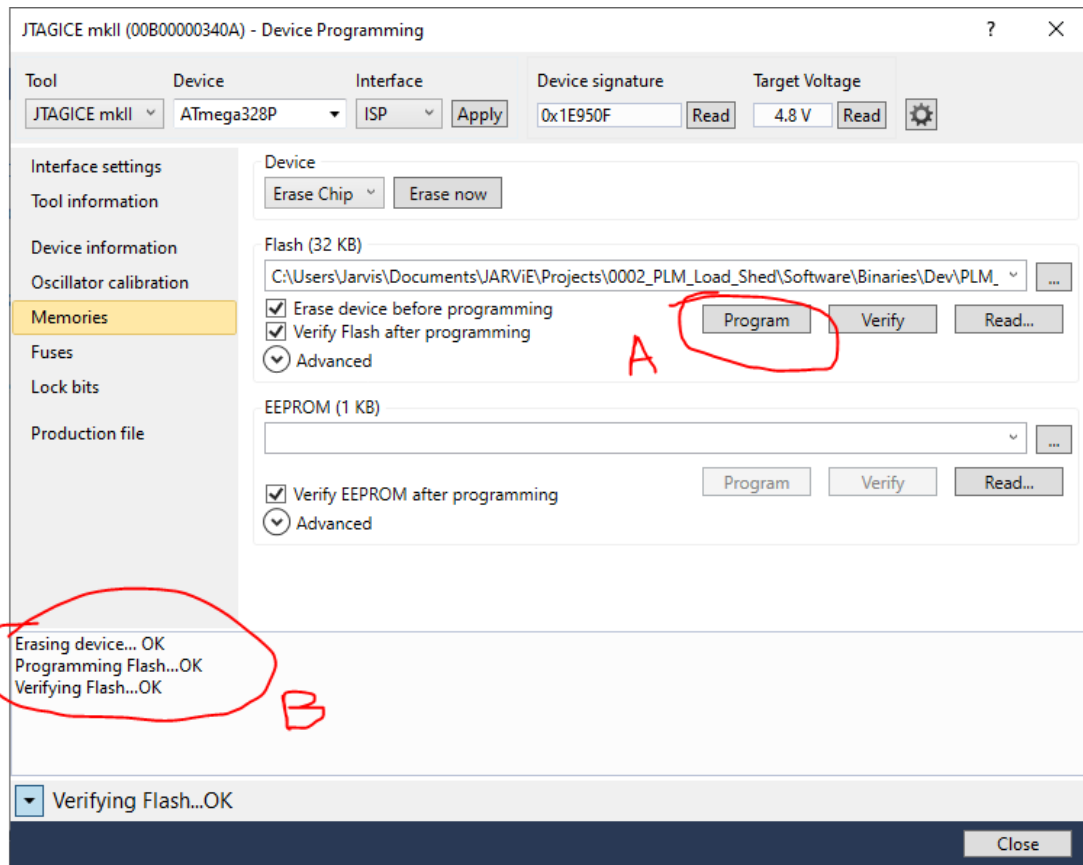 JTAGICE mkII (00B00000340A) - Device Programming
?
Tool Device Interface Device signature Target Voltage
JTAGICE mkII ATmega328P ISP Apply 0x1E950F Read 4.8 V Read
Interface settings
Tool information
Device information
Oscillator calibration
Memories
Fuses
Lock bits
Production file
Device
Erase Chip Erase now
Flash (32 KB)
C:\Users\Jarvis\Documents\JARViE\Projects\0002_PLM_Load_Shed\Software\Binaries\Dev\PLM_ ...
Erase device before programming
Verify Flash after programming
Program Verify Read...
Advanced
A
EEPROM (1 KB)
...
Program Verify Read...
Verify EEPROM after programming
Advanced
Erasing device... OK
Programming Flash...OK
Verifying Flash...OK
B
Verifying Flash...OK
Close